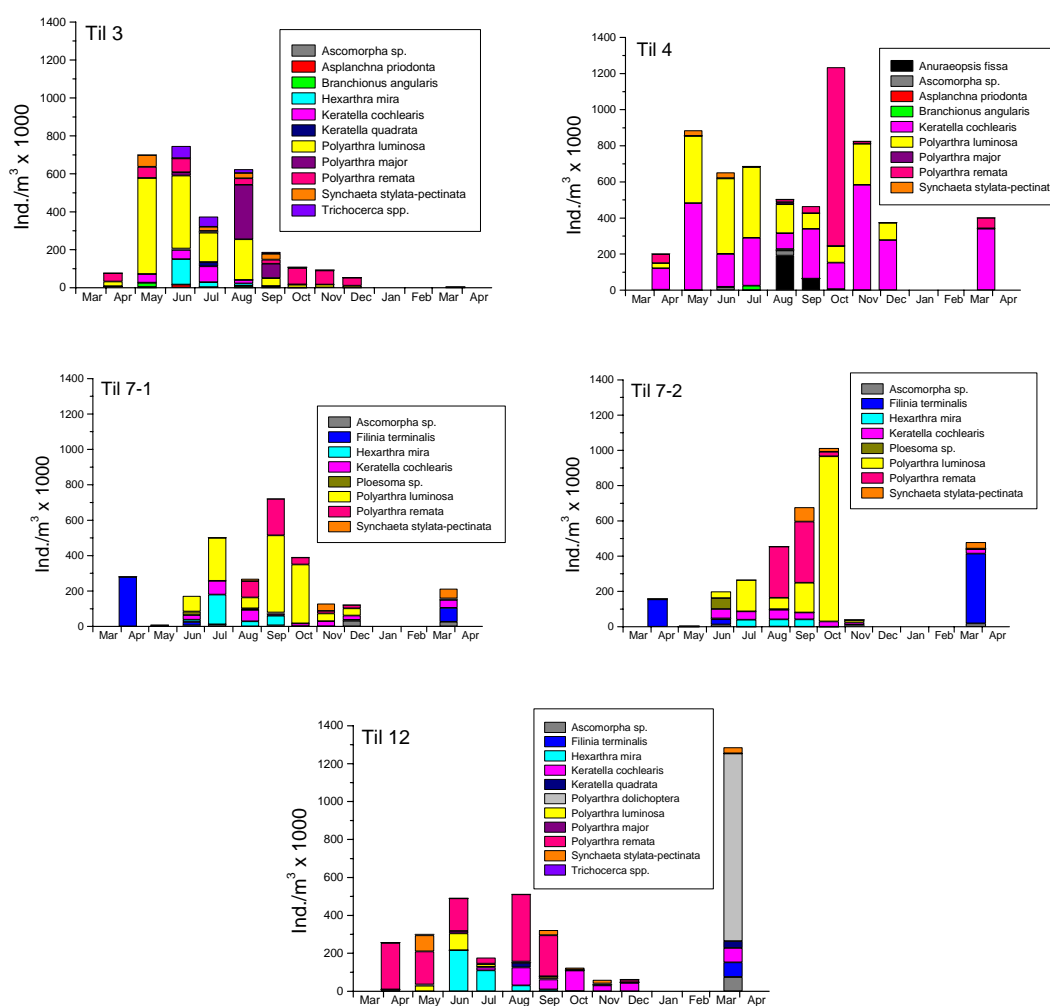 Til 3
Ind./m³ x 1000
1400
1200
1000
800
600
400
200
0
Mar Apr May Jun Jul Aug Sep Oct Nov Dec Jan Feb Mar Apr
Ascomorpha sp.
Asplanchna priodonta
Branchionus angularis
Hexarthra mira
Keratella cochlearis
Keratella quadrata
Polyarthra luminosa
Polyarthra major
Polyarthra remata
Synchaeta stylata-pectinata
Trichocerca spp.
Til 4
Ind./m³ x 1000
1400
1200
1000
800
600
400
200
0
Mar Apr May Jun Jul Aug Sep Oct Nov Dec Jan Feb Mar Apr
Anuraeopsis fissa
Ascomorpha sp.
Asplanchna priodonta
Branchionus angularis
Keratella cochlearis
Polyarthra luminosa
Polyarthra major
Polyarthra remata
Synchaeta stylata-pectinat
Til 7-1
Ind./m³ x 1000
1400
1200
1000
800
600
400
200
0
Mar Apr May Jun Jul Aug Sep Oct Nov Dec Jan Feb Mar Apr
Ascomorpha sp.
Filinia terminalis
Hexarthra mira
Keratella cochlearis
Ploesoma sp.
Polyarthra luminosa
Polyarthra remata
Synchaeta stylata-pectinata
Til 7-2
Ind./m³ x 1000
1400
1200
1000
800
600
400
200
0
Mar Apr May Jun Jul Aug Sep Oct Nov Dec Jan Feb Mar Apr
Ascomorpha sp.
Filinia terminalis
Hexarthra mira
Keratella cochlearis
Ploesoma sp.
Polyarthra luminosa
Polyarthra remata
Synchaeta stylata-pectinata
Til 12
Ind./m³ x 1000
1400
1200
1000
800
600
400
200
0
Mar Apr May Jun Jul Aug Sep Oct Nov Dec Jan Feb Mar Apr
Ascomorpha sp.
Filinia terminalis
Hexarthra mira
Keratella cochlearis
Keratella quadrata
Polyarthra dolichoptera
Polyarthra luminosa
Polyarthra major
Polyarthra remata
Synchaeta stylata-pectinata
Trichocerca spp.